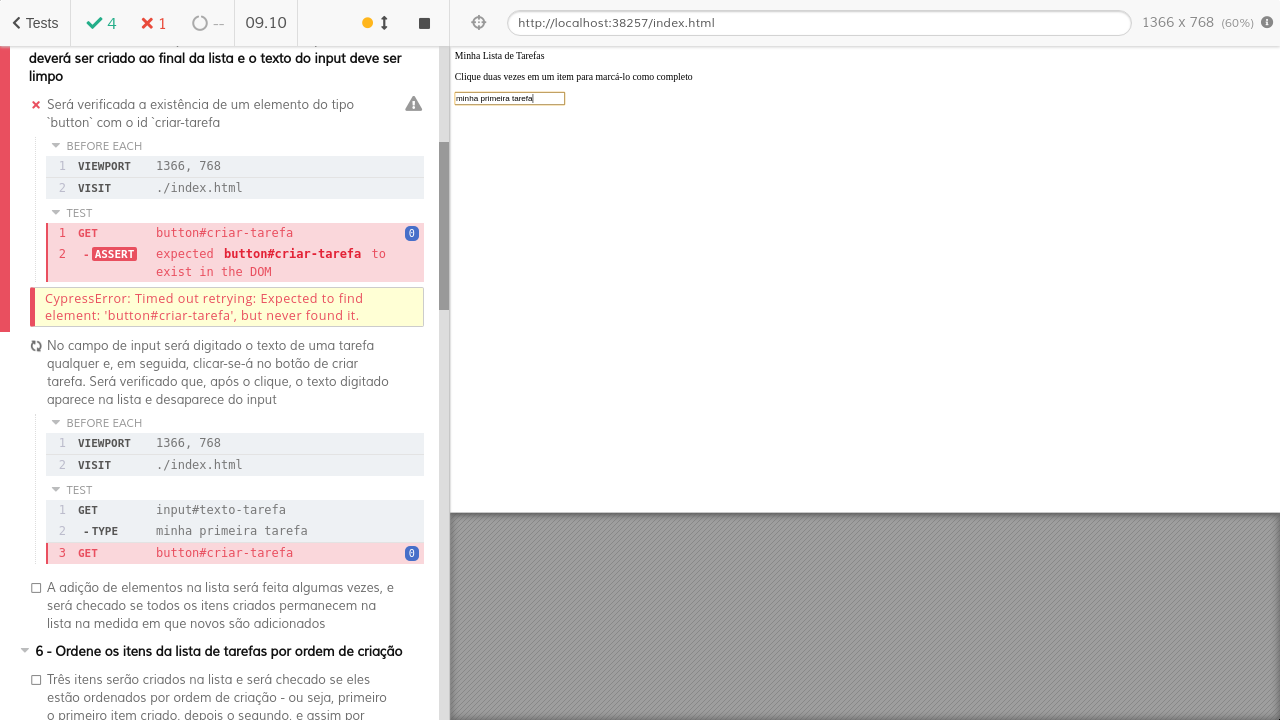 Tests
4
1
--
09.10
http://localhost:38257/index.html
1366 x 768 (60%)
deverá ser criado ao final da lista e o texto do input deve ser
limpo
Será verificada a existência de um elemento do tipo
`button` com o id `criar-tarefa
BEFORE EACH
1 VIEWPORT 1366, 768
2 VISIT ./index.html
TEST
1 GET button#criar-tarefa 0
2 -ASSERT expected button#criar-tarefa to
exist in the DOM
CypressError: Timed out retrying: Expected to find
element: 'button#criar-tarefa', but never found it.
No campo de input será digitado o texto de uma tarefa
qualquer e, em seguida, clicar-se-á no botão de criar
tarefa. Será verificado que, após o clique, o texto digitado
aparece na lista e desaparece do input
BEFORE EACH
1 VIEWPORT 1366, 768
2 VISIT ./index.html
TEST
1 GET input#texto-tarefa
2 -TYPE minha primeira tarefa
3 GET button#criar-tarefa 0
A adição de elementos na lista será feita algumas vezes, e
será checado se todos os itens criados permanecem na
lista na medida em que novos são adicionados
6 - Ordene os itens da lista de tarefas por ordem de criação
Três itens serão criados na lista e será checado se eles
estão ordenados por ordem de criação - ou seja, primeiro
o primeiro item criado, depois o segundo, e assim por
Minha Lista de Tarefas
Clique duas vezes em um item para marcá-lo como completo
minha primeira tarefa